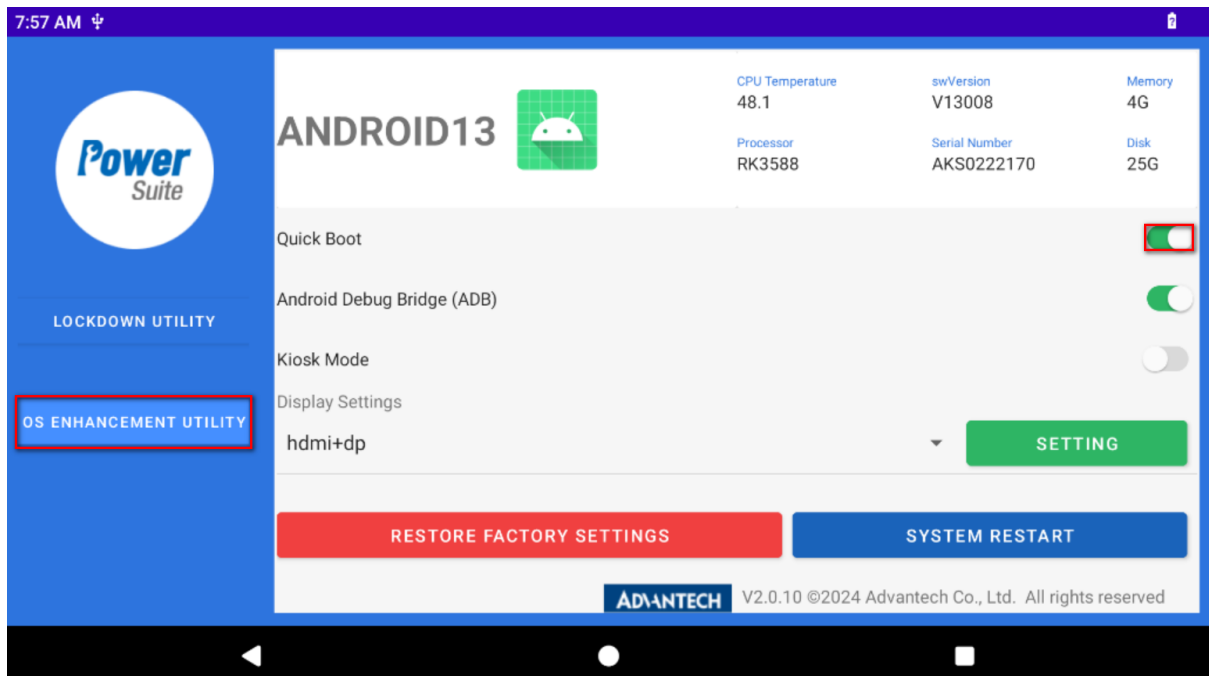 7:57 AM
Power
Suite
LOCKDOWN UTILITY
OS ENHANCEMENT UTILITY
ANDROID13
CPU Temperature
48.1
swVersion
V13008
Memory
4G
Processor
RK3588
Serial Number
AKS0222170
Disk
25G
Quick Boot
Android Debug Bridge (ADB)
Kiosk Mode
Display Settings
hdmi+dp
SETTING
RESTORE FACTORY SETTINGS
SYSTEM RESTART
ADVANTECH V2.0.10 ©2024 Advantech Co., Ltd. All rights reserved